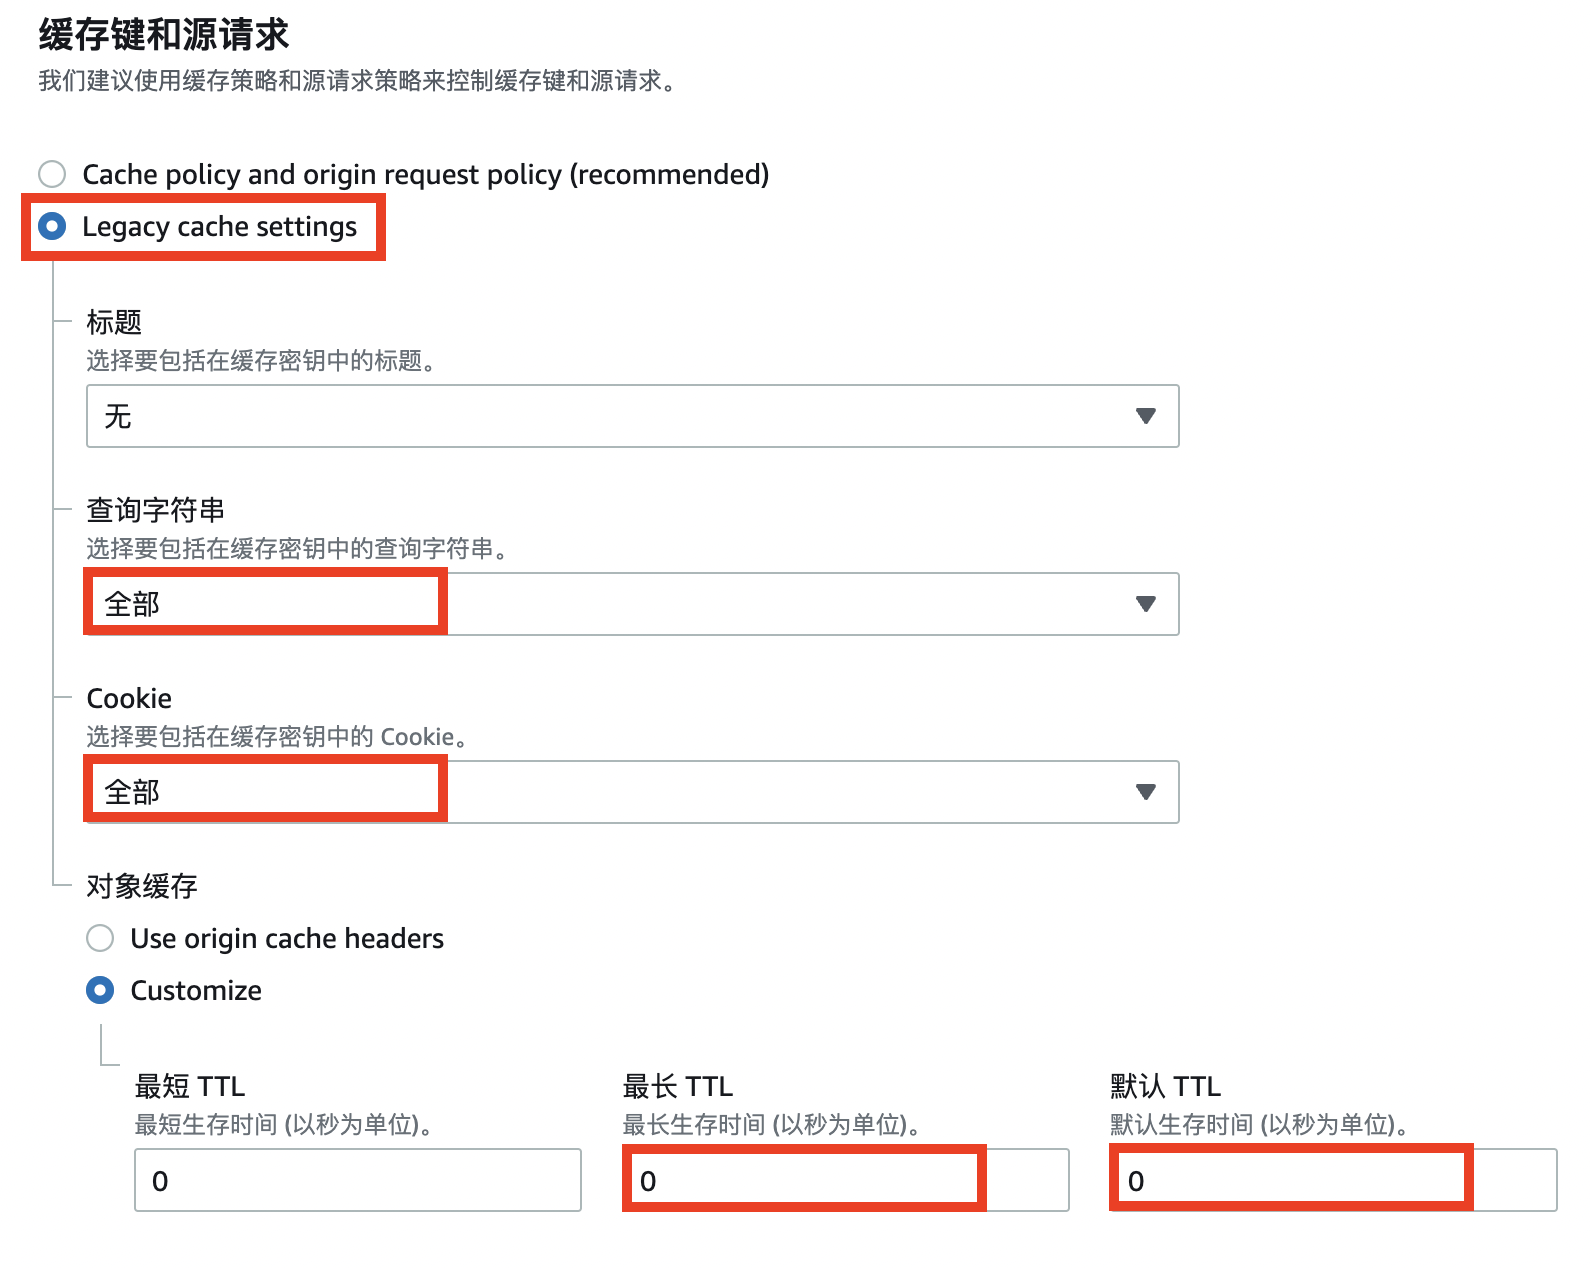 缓存键和源请求
我们建议使用缓存策略和源请求策略来控制缓存键和源请求。
Cache policy and origin request policy (recommended)
Legacy cache settings
标题
选择要包括在缓存密钥中的标题。
无
查询字符串
选择要包括在缓存密钥中的查询字符串。
全部
Cookie
选择要包括在缓存密钥中的 Cookie。
全部
对象缓存
Use origin cache headers
Customize
最短 TTL
最短生存时间 (以秒为单位)。
0
最长 TTL
最长生存时间 (以秒为单位)。
0
默认 TTL
默认生存时间 (以秒为单位)。
0